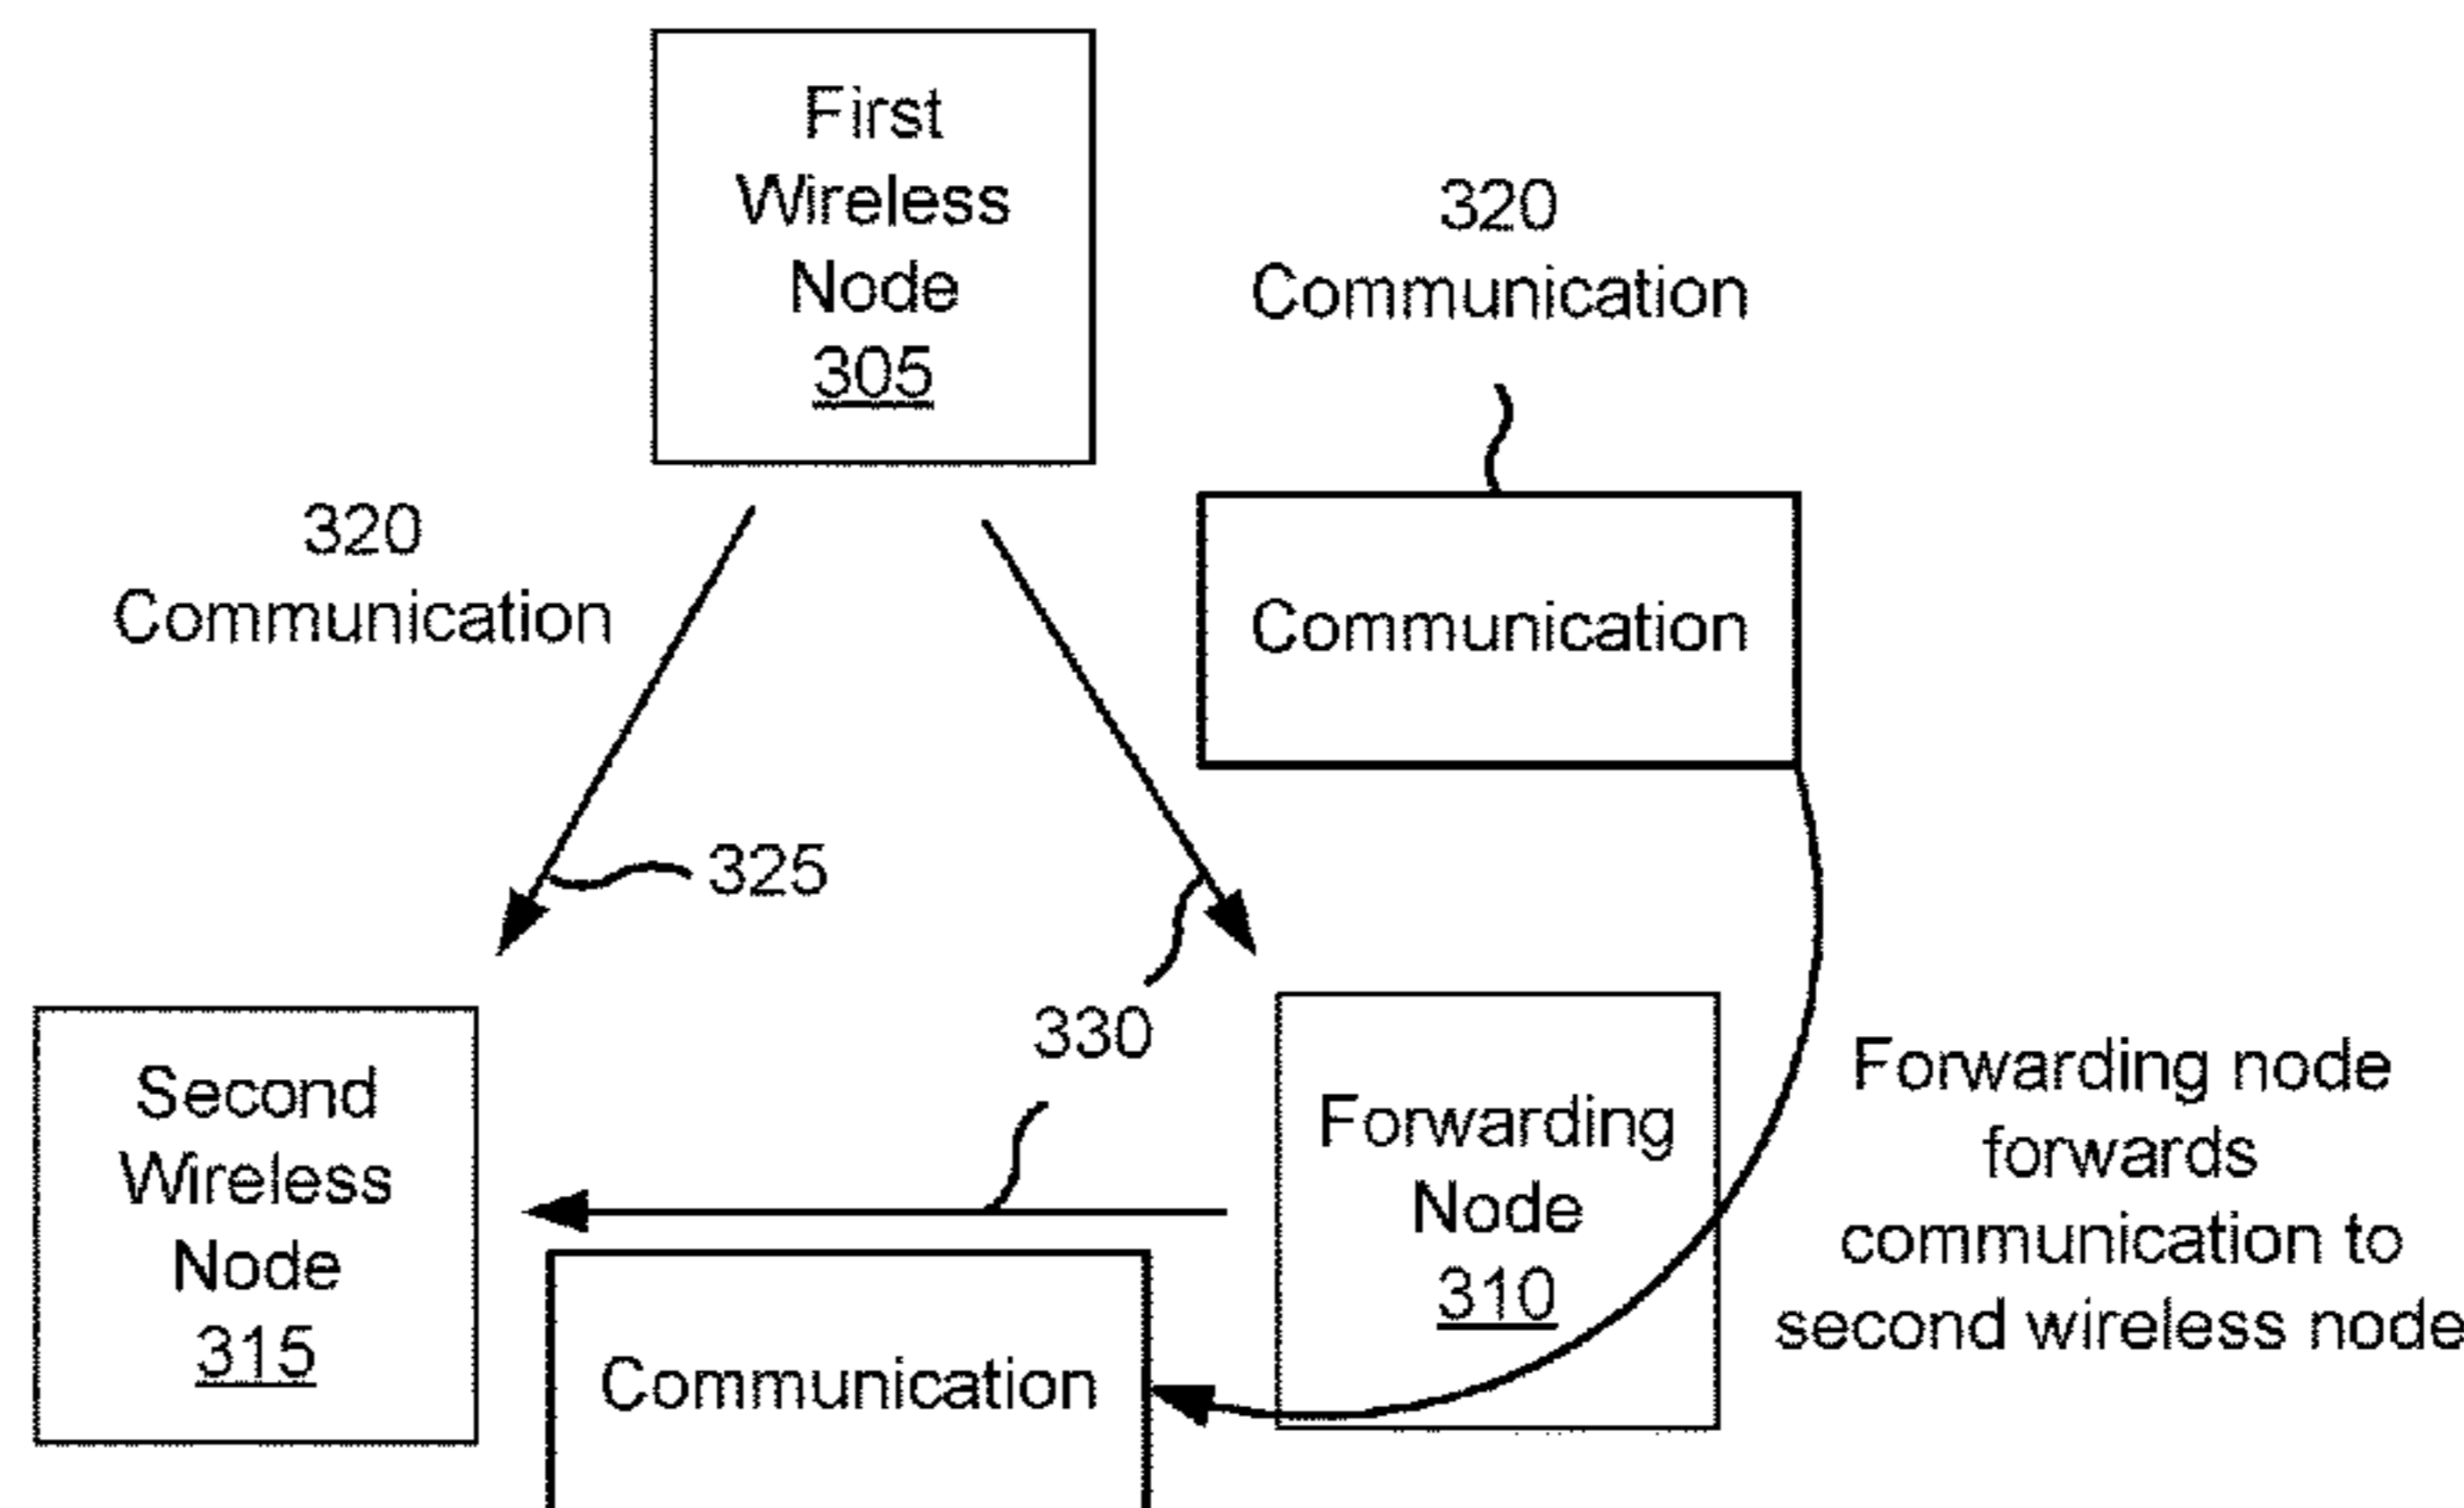 First
Wireless
Node
305
320
Communication
320
Communication
Communication
325
330
Second
Wireless
Node
315
Forwarding
Node
310
Forwarding node
forwards
communication to
second wireless node
Communication